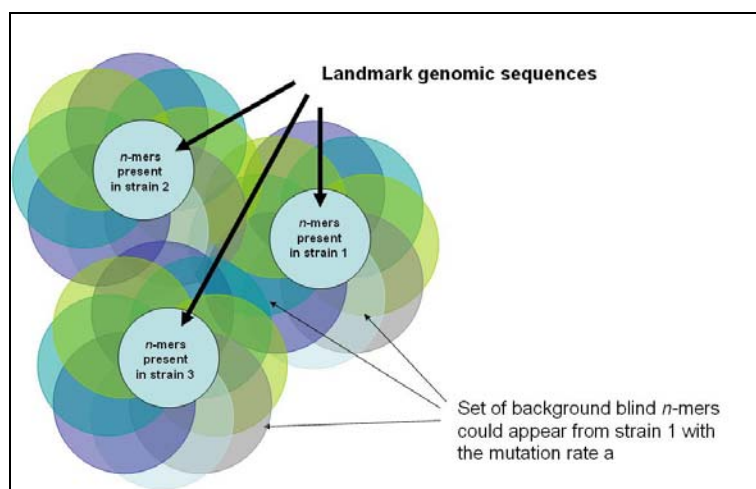 Landmark genomic sequences
n-mers
present
in strain 2
n-mers
present
in strain 1
n-mers
present
in strain 3
Set of background blind n-mers
could appear from strain 1 with
the mutation rate a